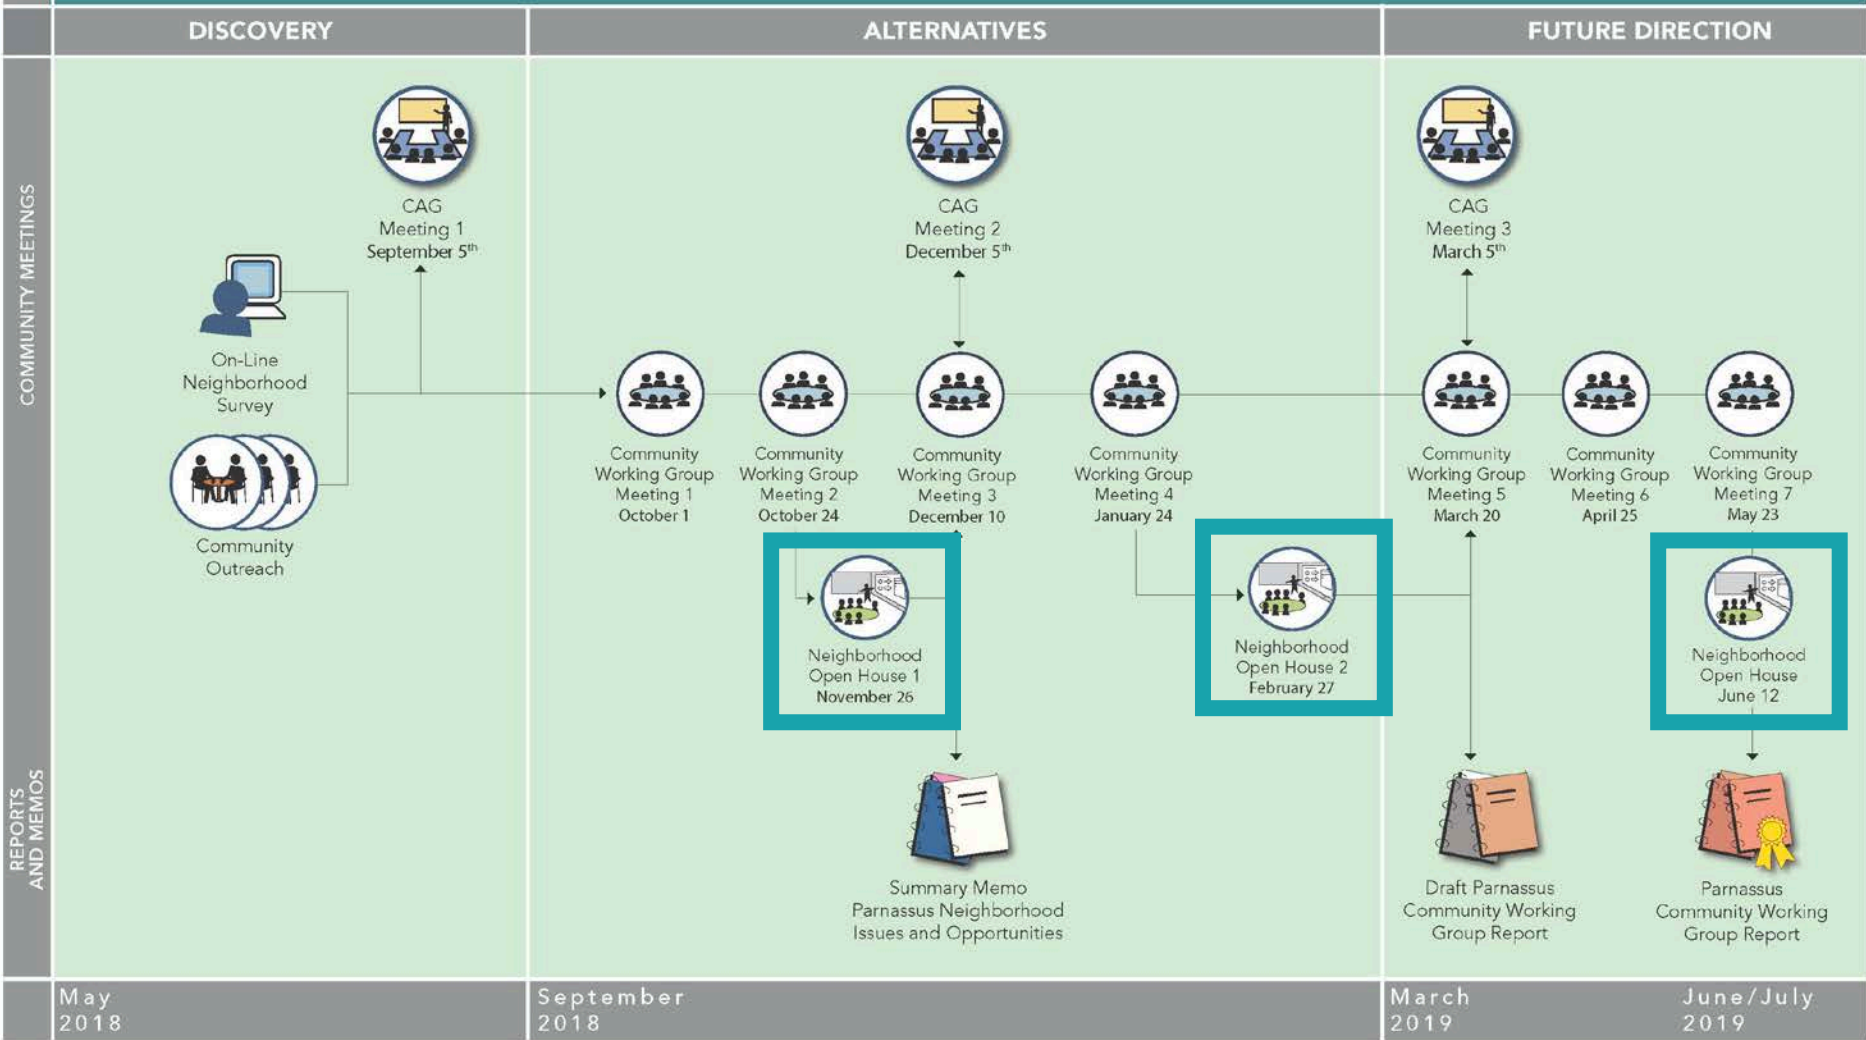 DISCOVERY
ALTERNATIVES
FUTURE DIRECTION
COMMUNITY MEETINGS
CAG
Meeting 1
September 5th
CAG
Meeting 2
December 5th
CAG
Meeting 3
March 5th
On-Line
Neighborhood
Survey
Community
Outreach
Community
Working Group
Meeting 1
October 1
Community
Working Group
Meeting 2
October 24
Community
Working Group
Meeting 3
December 10
Community
Working Group
Meeting 4
January 24
Community
Working Group
Meeting 5
March 20
Community
Working Group
Meeting 6
April 25
Community
Working Group
Meeting 7
May 23
Neighborhood
Open House 1
November 26
Neighborhood
Open House 2
February 27
Neighborhood
Open House
June 12
REPORTS
AND MEMOS
Summary Memo
Parnassus Neighborhood
Issues and Opportunities
Draft Parnassus
Community Working
Group Report
Parnassus
Community Working
Group Report
May
2018
September
2018
March
2019
June/July
2019